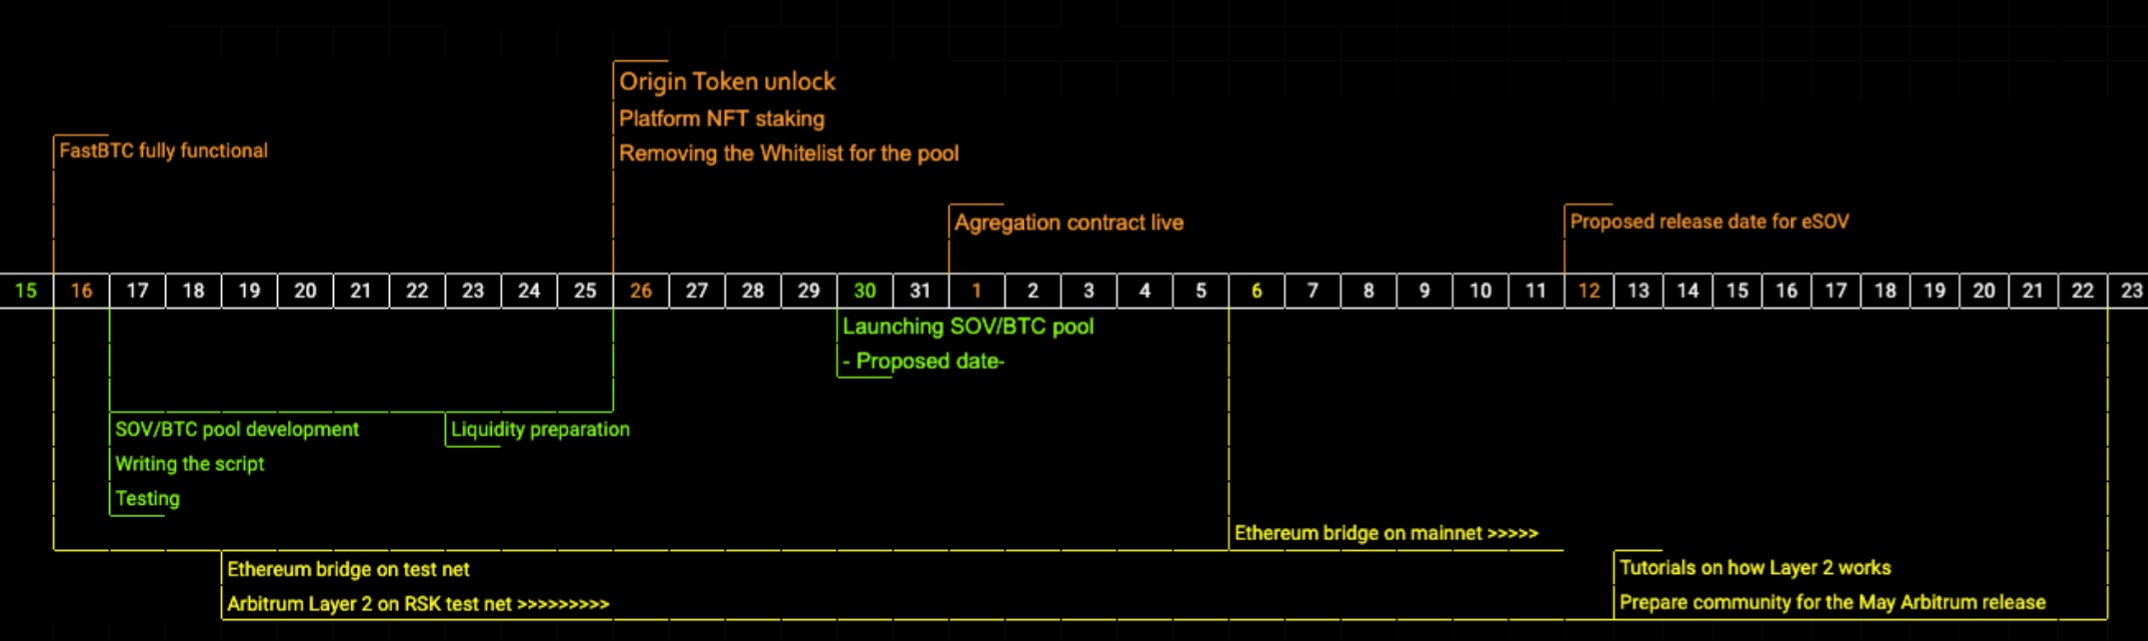 Origin Token unlock
Platform NFT staking
FastBTC fully functional
Removing the Whitelist for the pool
Agregation contract live
Proposed release date for eSOV
15 16 17 18 19 20 21 22 23 24 25 26 27 28 29 30 31 1 2 3 4 5 6 7 8 9 10 11 12 13 14 15 16 17 18 19 20 21 22 23
Launching SOV/BTC pool
- Proposed date-
SOV/BTC pool development
Liquidity preparation
Writing the script
Testing
Ethereum bridge on mainnet >>>>>
Ethereum bridge on test net
Arbitrum Layer 2 on RSK test net >>>>>>>>>
Tutorials on how Layer 2 works
Prepare community for the May Arbitrum release